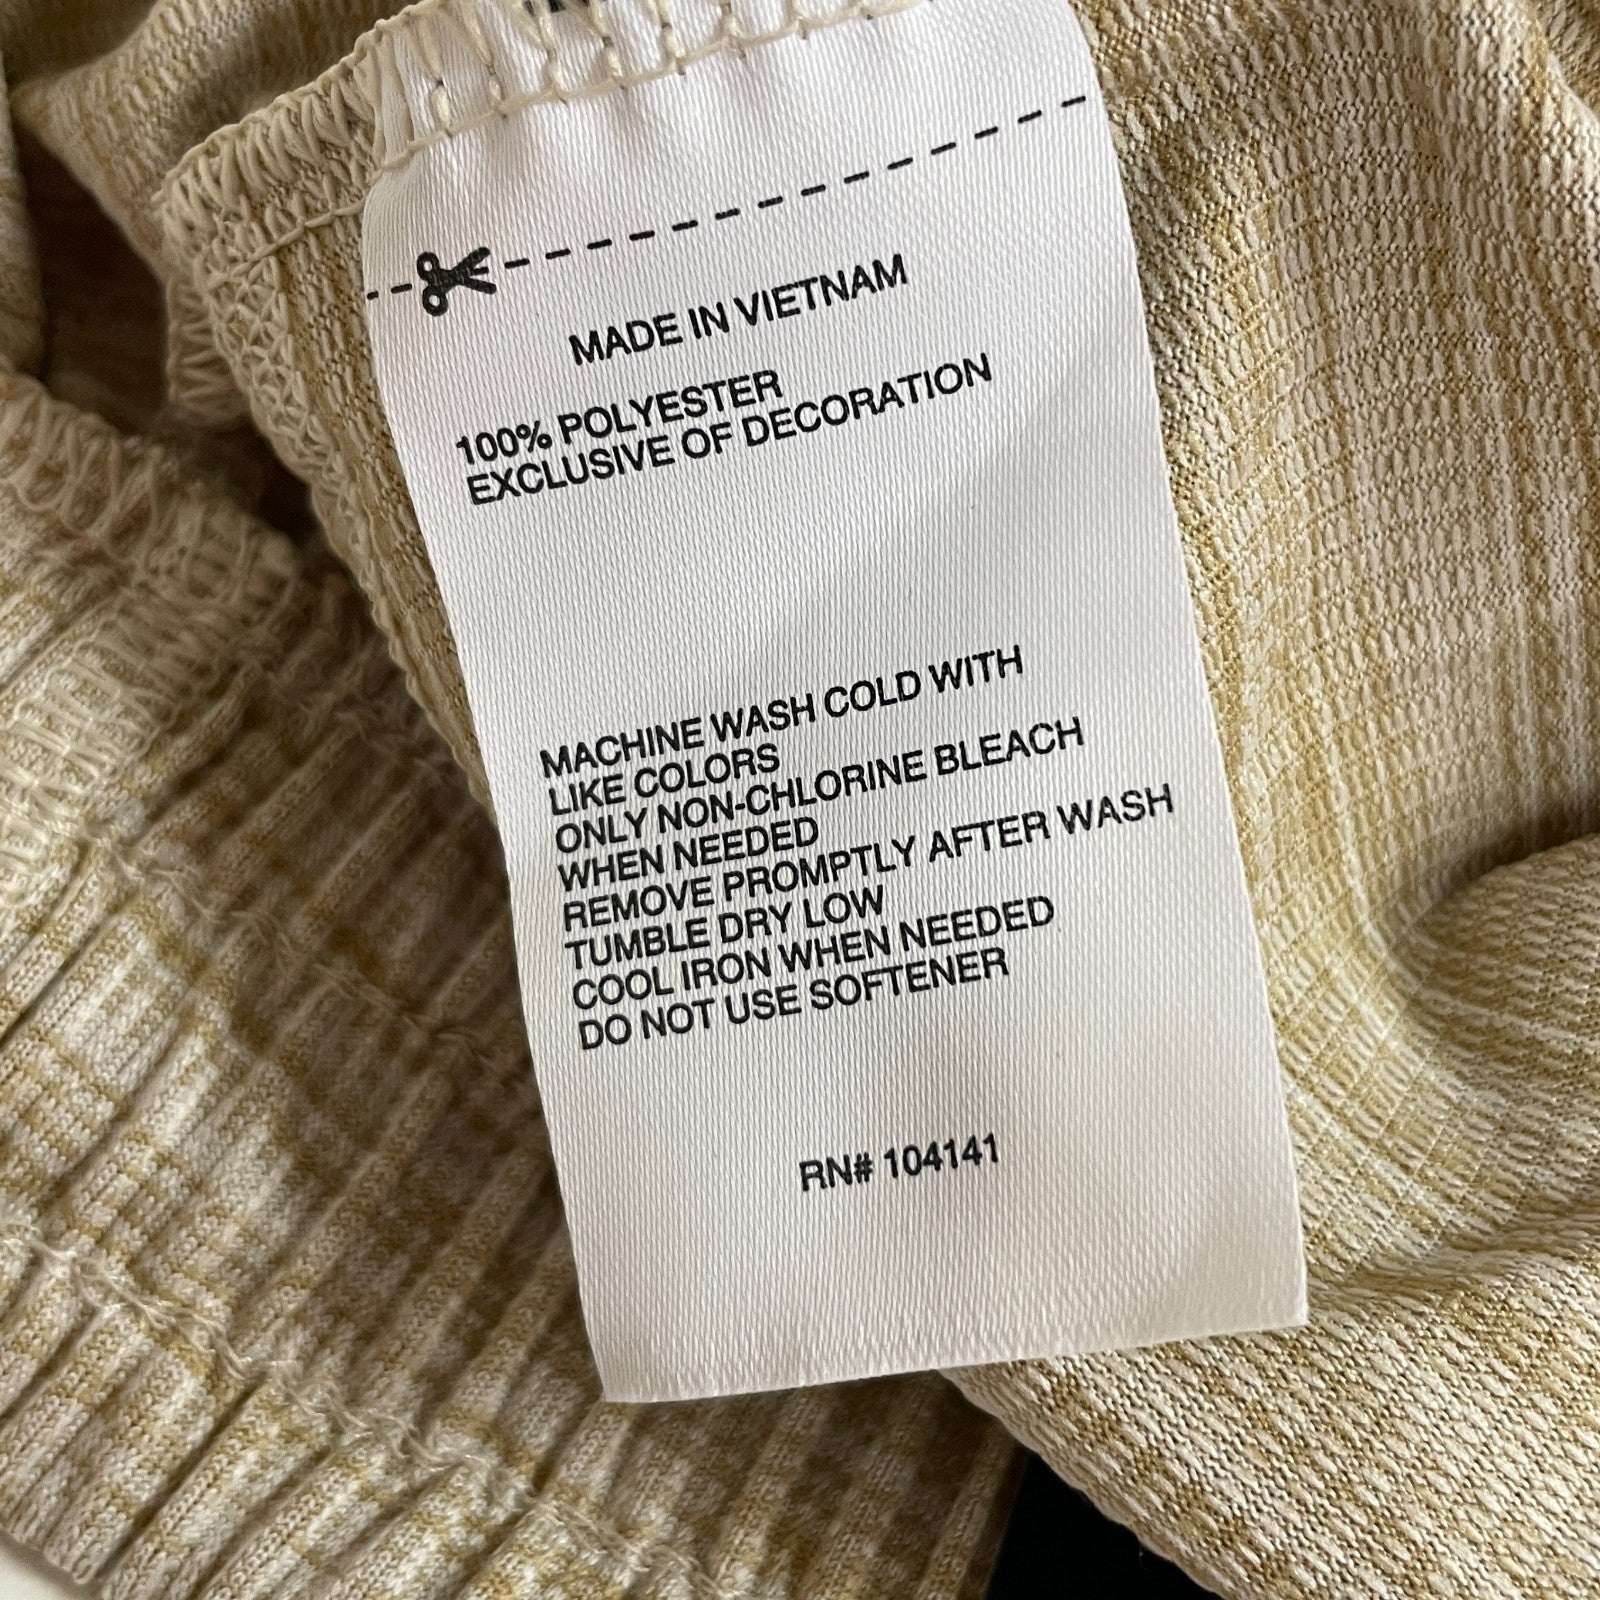 MADE IN VIETNAM
100% POLYESTER
EXCLUSIVE OF DECORATION
MACHINE WASH COLD WITH
LIKE COLORS
ONLY NON-CHLORINE BLEACH
WHEN NEEDED
REMOVE PROMPTLY AFTER WASH
TUMBLE DRY LOW
COOL IRON WHEN NEEDED
DO NOT USE SOFTENER
RN# 104141